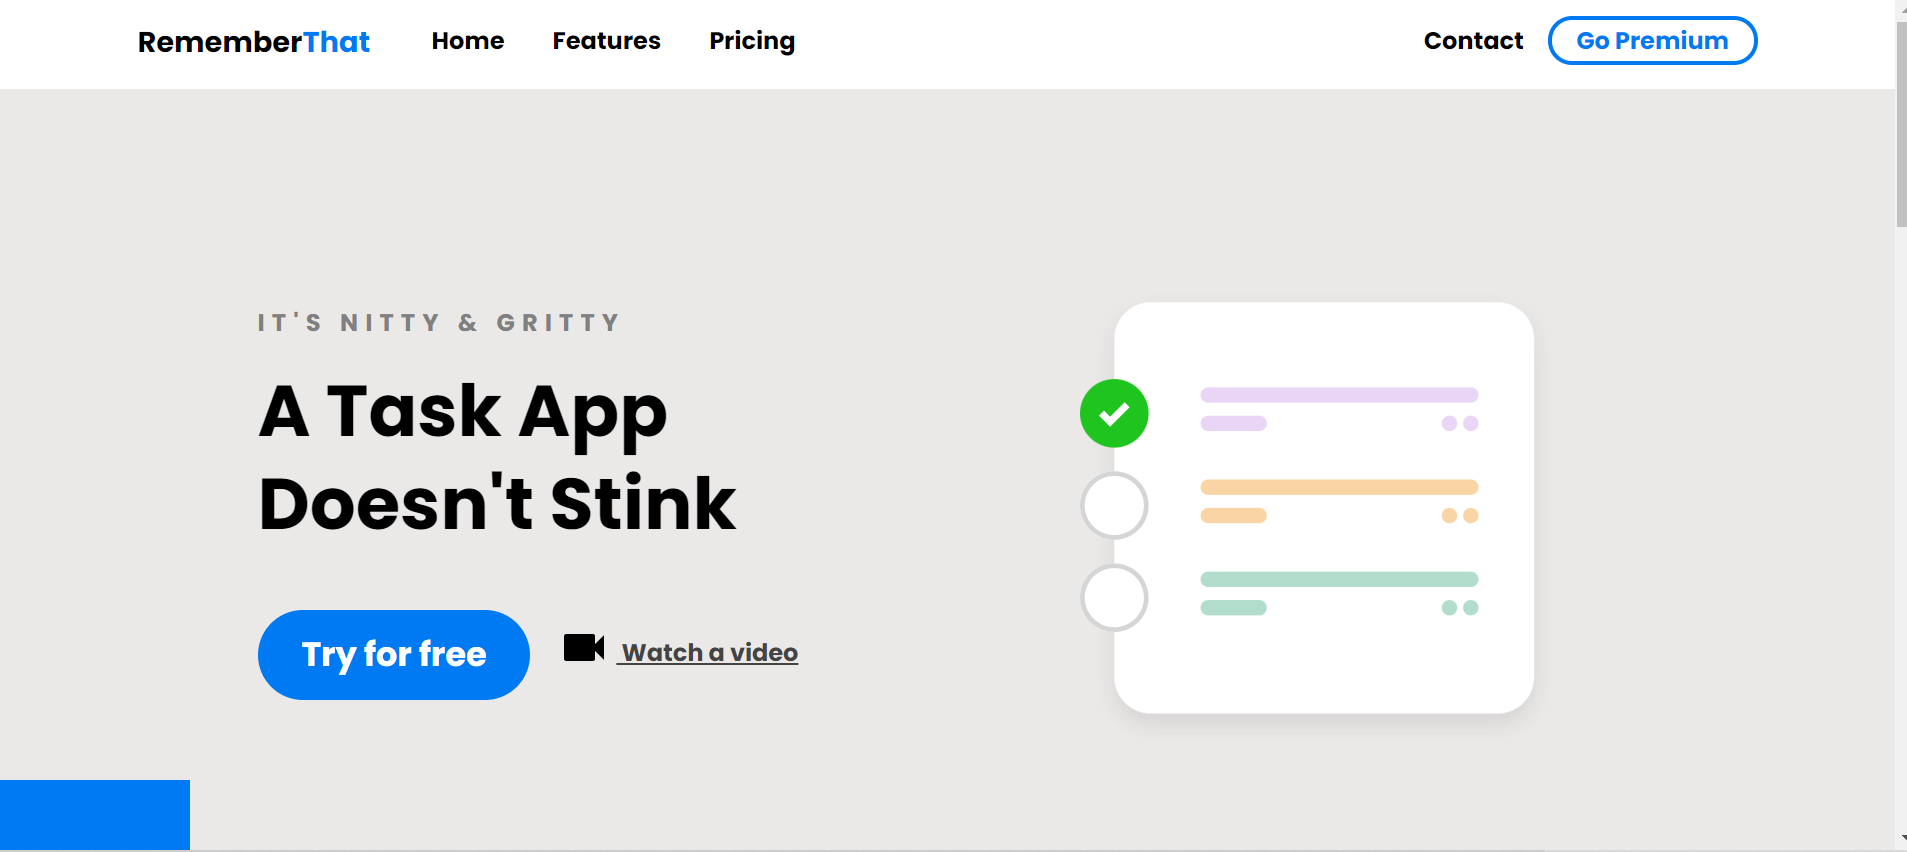 RememberThat Home Features Pricing Contact Go Premium
IT'S NITTY & GRITTY
A Task App
Doesn't Stink
Try for free Watch a video